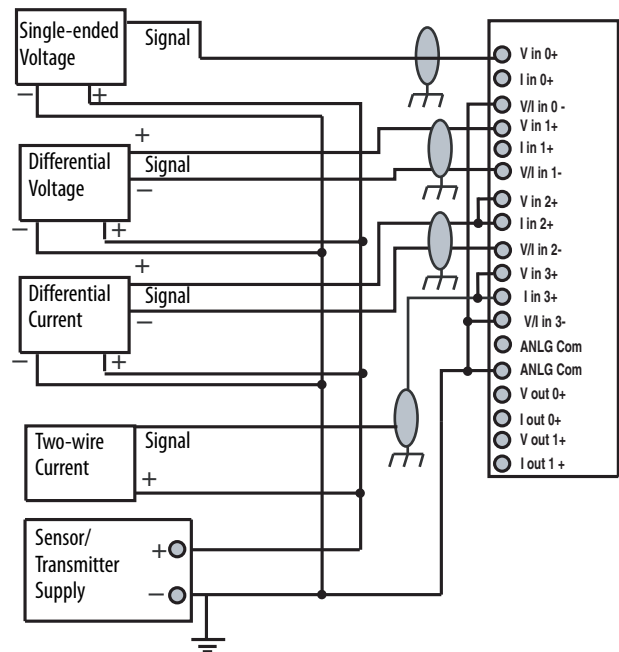 Single-ended
Voltage
Signal
− +
Differential
Voltage
+
Signal
−
− +
Differential
Current
+
Signal
−
− +
Two-wire
Current
Signal
+
Sensor/
Transmitter
Supply
+
−
V in 0+
I in 0+
V/I in 0 -
V in 1+
I in 1+
V/I in 1-
V in 2+
I in 2+
V/I in 2-
V in 3+
I in 3+
V/I in 3-
ANLG Com
ANLG Com
V out 0+
I out 0+
V out 1+
I out 1 +